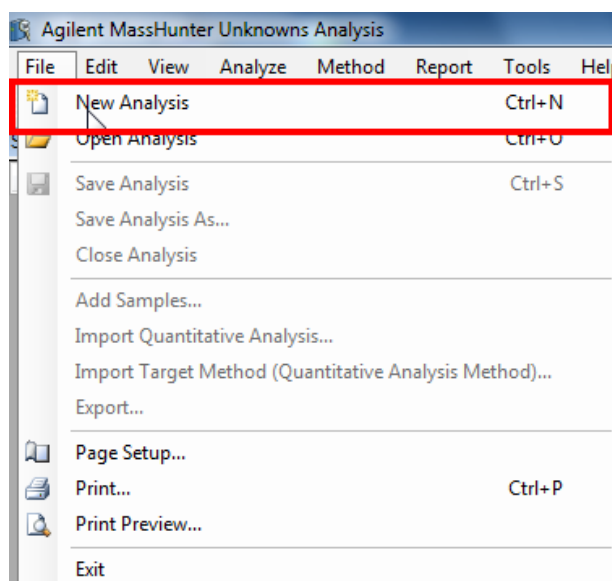 Agilent MassHunter Unknowns Analysis
File Edit View Analyze Method Report Tools
New Analysis Ctrl+N
Open Analysis Ctrl+O
Save Analysis Ctrl+S
Save Analysis As...
Close Analysis
Add Samples...
Import Quantitative Analysis...
Import Target Method (Quantitative Analysis Method)...
Export...
Page Setup...
Print... Ctrl+P
Print Preview...
Exit